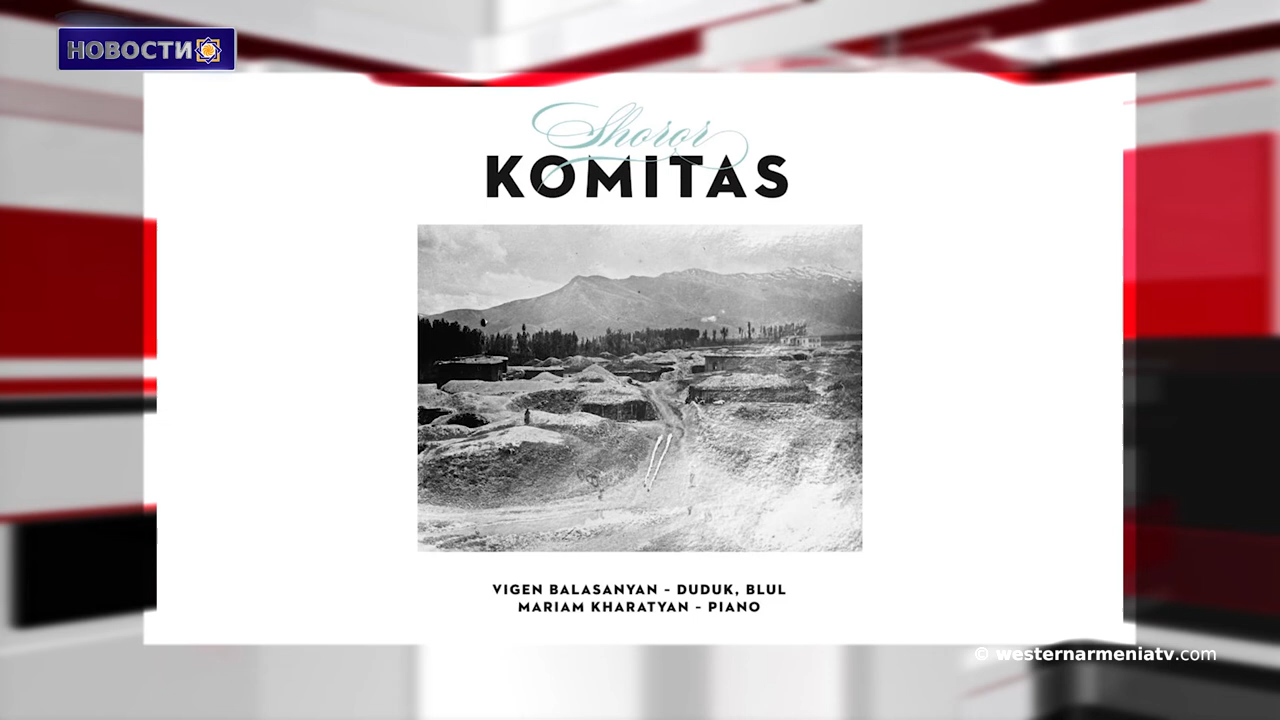 НОВОСТИ
Shoror
KOMITAS
VIGEN BALASANYAN - DUDUK, BLUL
MARIAM KHARATYAN - PIANO
© westernarmeniatv.com